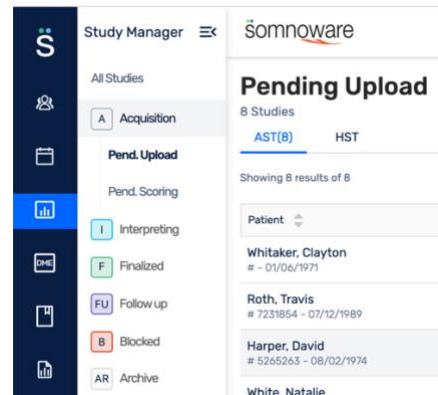 S
Study Manager
All Studies
A Acquisition
Pend. Upload
Pend. Scoring
I Interpreting
F Finalized
FU Follow up
B Blocked
AR Archive
DME
somnoware
Pending Upload
8 Studies
AST(8) HST
Showing 8 results of 8
Patient
Whitaker, Clayton
# - 01/06/1971
Roth, Travis
# 7231854 - 07/12/1989
Harper, David
# 5265263 - 08/02/1974
White, Natalie